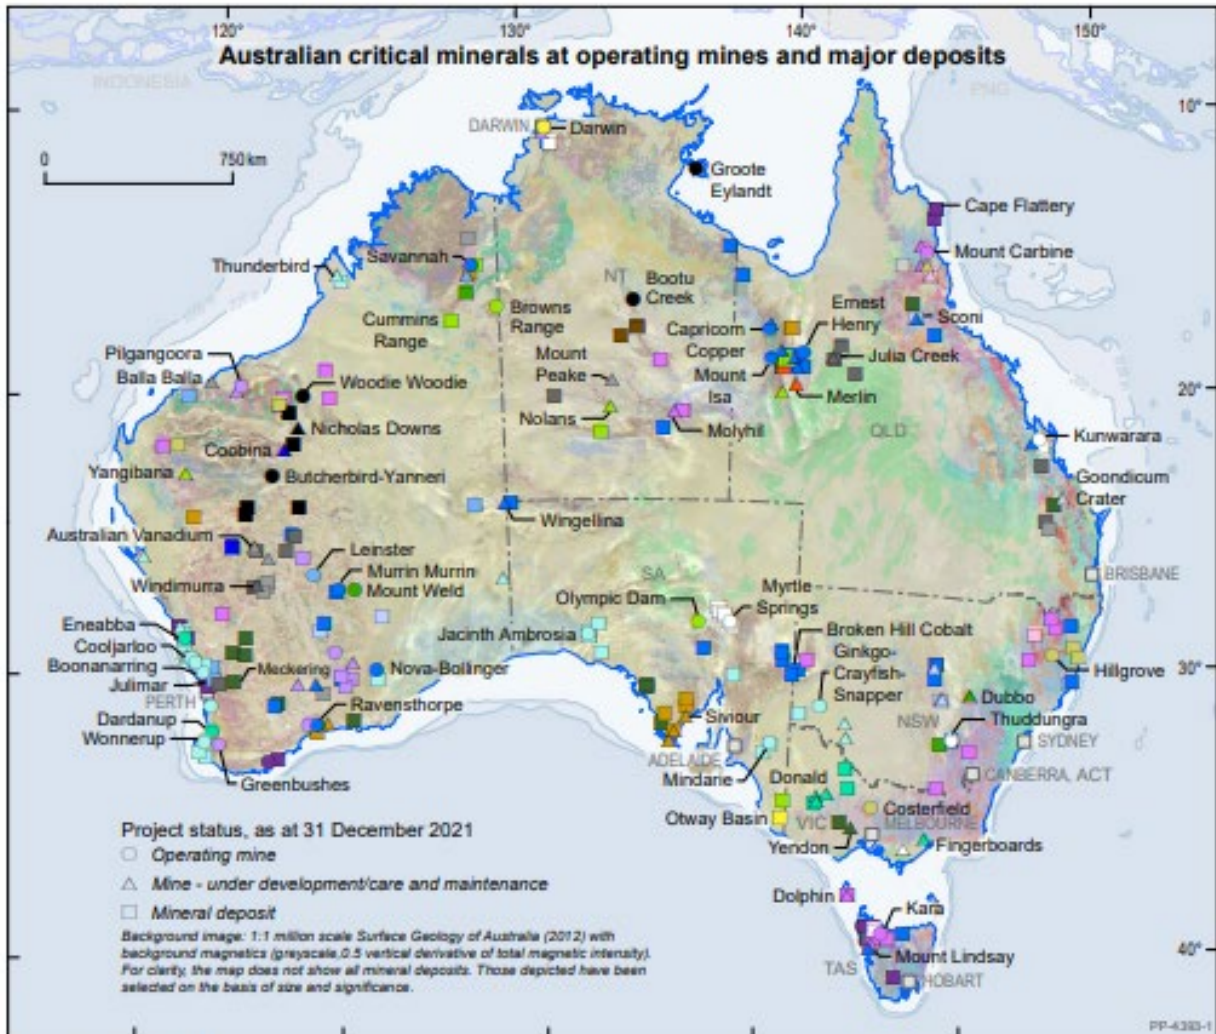 120°
130°
140°
150°
Australian critical minerals at operating mines and major deposits
INDONESIA
PNG
10°
DARWIN
Darwin
0
750 km
Groote
Eylandt
Cape Flattery
Thunderbird
Savannah
Mount Carbine
NT
Bootu
Creek
Browns
Range
Ernest
Henry
Cummins
Range
Capricorn
Copper
Sconi
Pilgangoora
Balla Balla
Mount
Peake
Mount
Isa
Julia Creek
Woodie Woodie
20°
Nolans
Molyhil
Merlin
Nicholas Downs
QLD
Kunwarara
Coobina
Yangibana
Butcherbird-Yanneri
Goondicum
Crater
Wingellina
Australian Vanadium
Leinster
BRISBANE
Windimurra
Murrin Murrin
Mount Weld
SA
Myrtle
Springs
Olympic Dam
Eneabba
Jacinth Ambrosia
Broken Hill Cobalt
Cooljarloo
Ginkgo-
Crayfish-
Snapper
Boonanarring
Meckering
Nova-Bollinger
30°
Hillgrove
Julimar
PERTH
Ravensthorpe
Siviour
Dubbo
NSW
Thuddungra
Dardanup
Wonnerup
ADELAIDE
SYDNEY
Mindarie
Donald
CANBERRA, ACT
Greenbushes
Otway Basin
VIC
Costerfield
MELBOURNE
Yendon
Fingerboards
Project status, as at 31 December 2021
Operating mine
Mine - under development/care and maintenance
Dolphin
Kara
Mineral deposit
Background image: 1:1 million scale Surface Geology of Australia (2012) with
background magnetics (greyscale,0.5 vertical derivative of total magnetic intensity).
For clarity, the map does not show all mineral deposits. Those depicted have been
selected on the basis of size and significance.
Mount Lindsay
40°
TAS
HOBART
PP-4393-1